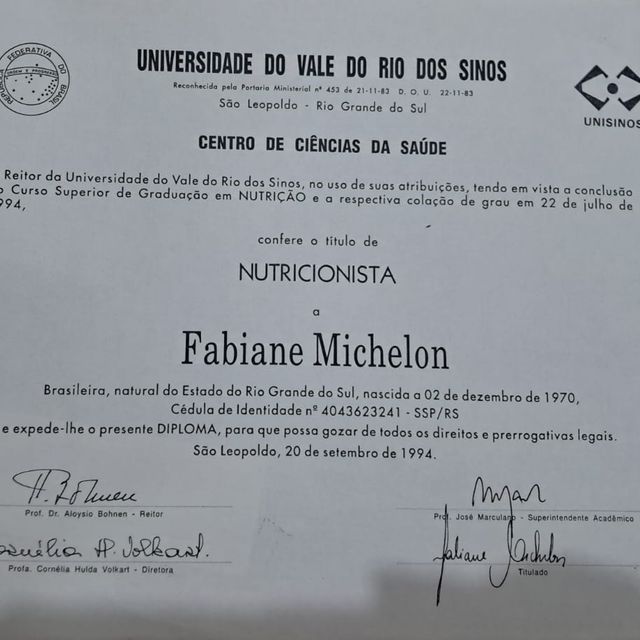 REPÚBLICA FEDERATIVA DO BRASIL
UNIVERSIDADE DO VALE DO RIO DOS SINOS
Reconhecida pela Portaria Ministerial nº 453 de 21-11-83 D. O. U. 22-11-83
São Leopoldo - Rio Grande do Sul
UNISINOS
CENTRO DE CIÊNCIAS DA SAÚDE
Reitor da Universidade do Vale do Rio dos Sinos, no uso de suas atribuições, tendo em vista a conclusão
o Curso Superior de Graduação em NUTRIÇÃO e a respectiva colação de grau em 22 de julho de
994,
confere o título de
NUTRICIONISTA
a
Fabiane Michelon
Brasileira, natural do Estado do Rio Grande do Sul, nascida a 02 de dezembro de 1970,
Cédula de Identidade nº 4043623241 - SSP/RS
e expede-lhe o presente DIPLOMA, para que possa gozar de todos os direitos e prerrogativas legais.
São Leopoldo, 20 de setembro de 1994.
Prof. Dr. Aloysio Bohnen - Reitor
Prof. José Marculano - Superintendente Acadêmico
Profa. Cornélia Hulda Volkart - Diretora
Fabiane Michelon
Titulado